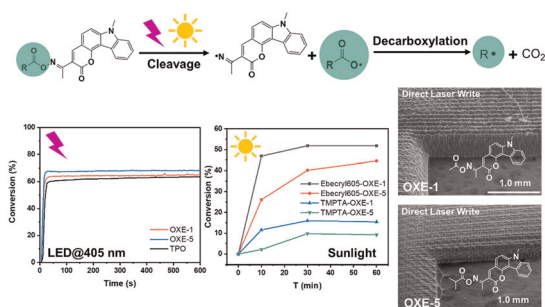 Cleavage
Decarboxylation
R
O
O
N
O
O
N
•N
O
O
+
R
O
O•
R•
+ CO2
Direct Laser Write
OXE-1
1.0 mm
Direct Laser Write
OXE-5
1.0 mm
Conversion (%)
100
80
60
40
20
0
OXE-1
OXE-5
TPO
LED@405 nm
0 100 200 300 400 500 600
Time (s)
Conversion (%)
60
50
40
30
20
10
0
Ebecryl605-OXE-1
Ebecryl605-OXE-5
TMPTA-OXE-1
TMPTA-OXE-5
Sunlight
0 10 20 30 40 50 60
T (min)